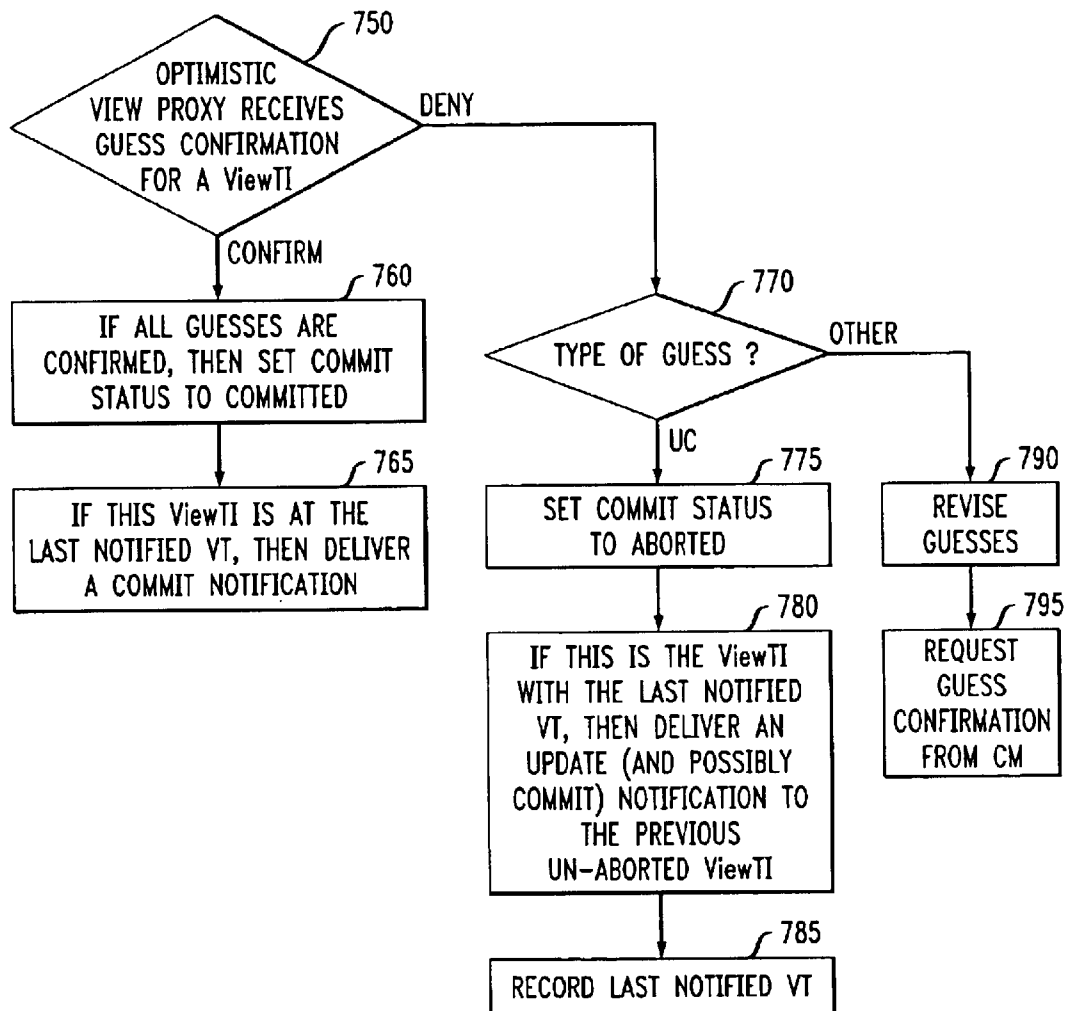 750
OPTIMISTIC
VIEW PROXY RECEIVES
GUESS CONFIRMATION
FOR A ViewTI
DENY
CONFIRM
760
IF ALL GUESSES ARE
CONFIRMED, THEN SET COMMIT
STATUS TO COMMITTED
765
IF THIS ViewTI IS AT THE
LAST NOTIFIED VT, THEN DELIVER
A COMMIT NOTIFICATION
770
TYPE OF GUESS ?
OTHER
UC
775
SET COMMIT STATUS
TO ABORTED
780
IF THIS IS THE ViewTI
WITH THE LAST NOTIFIED
VT, THEN DELIVER AN
UPDATE (AND POSSIBLY
COMMIT) NOTIFICATION TO
THE PREVIOUS
UN-ABORTED ViewTI
785
RECORD LAST NOTIFIED VT
790
REVISE
GUESSES
795
REQUEST
GUESS
CONFIRMATION
FROM CM